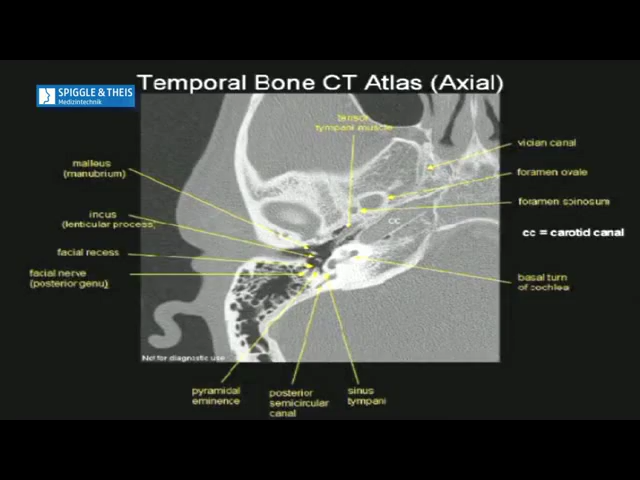 SPIGGLE & THEIS
Medizintechnik
Temporal Bone CT Atlas (Axial)
tensor
tympani muscle
malleus
(manubrium)
incus
(lenticular process)
facial recess
facial nerve
(posterior genu)
vician canal
foramen ovale
foramen spinosum
cc = carotid canal
cc
basal turn
of cochlea
Not for diagnostic use
pyramidal
eminence
posterior
semicircular
canal
sinus
tympani